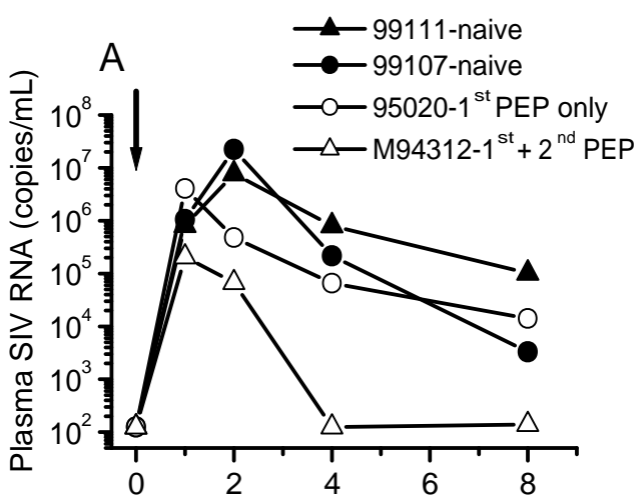 A
99111-naive
99107-naive
95020-1st PEP only
M94312-1st + 2nd PEP
Plasma SIV RNA (copies/mL)
10^8
10^7
10^6
10^5
10^4
10^3
10^2
0 2 4 6 8